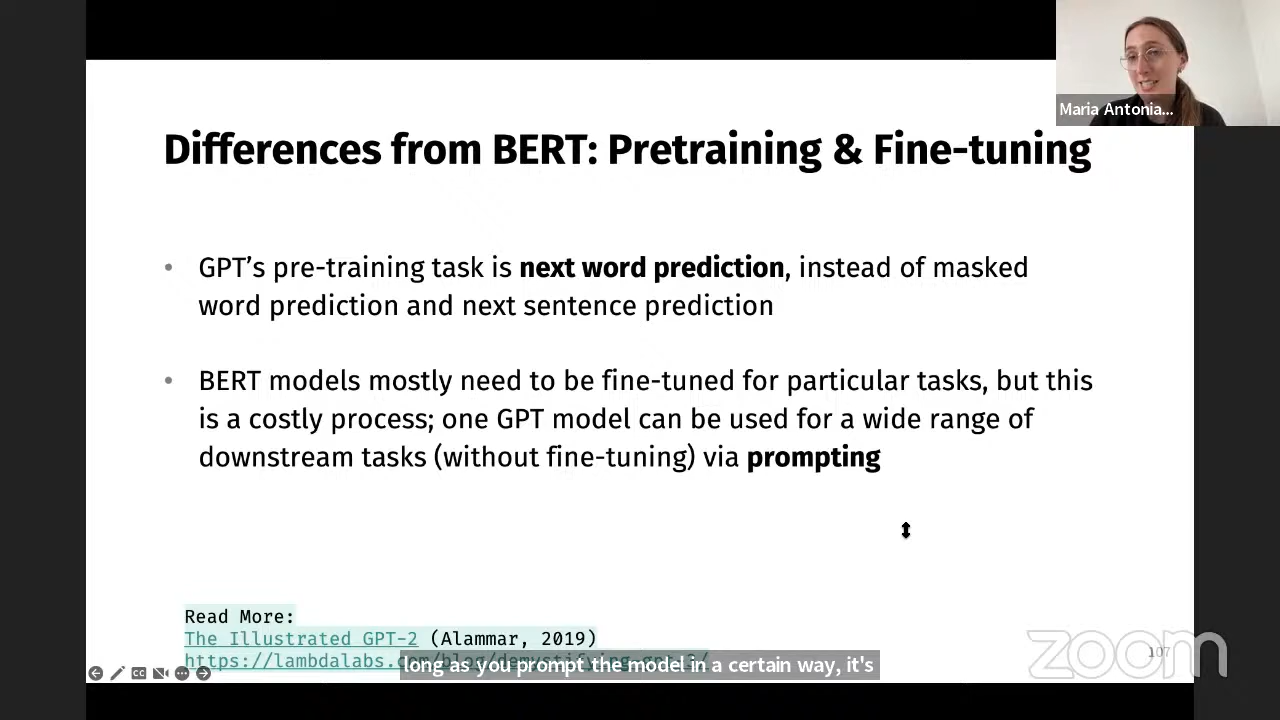 Maria Antonia...
Differences from BERT: Pretraining & Fine-tuning
• GPT’s pre-training task is next word prediction, instead of masked
word prediction and next sentence prediction
• BERT models mostly need to be fine-tuned for particular tasks, but this
is a costly process; one GPT model can be used for a wide range of
downstream tasks (without fine-tuning) via prompting
Read More:
The Illustrated GPT-2 (Alammar, 2019)
https://lambdalabs.
long as you prompt the model in a certain way, it's
CC
zoom
107